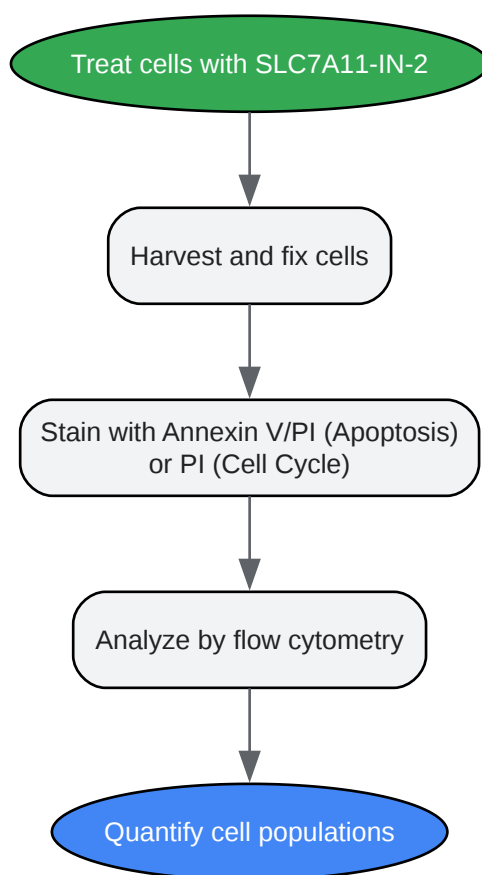 Treat cells with SLC7A11-IN-2
Harvest and fix cells
Stain with Annexin V/PI (Apoptosis)
or PI (Cell Cycle)
Analyze by flow cytometry
Quantify cell populations